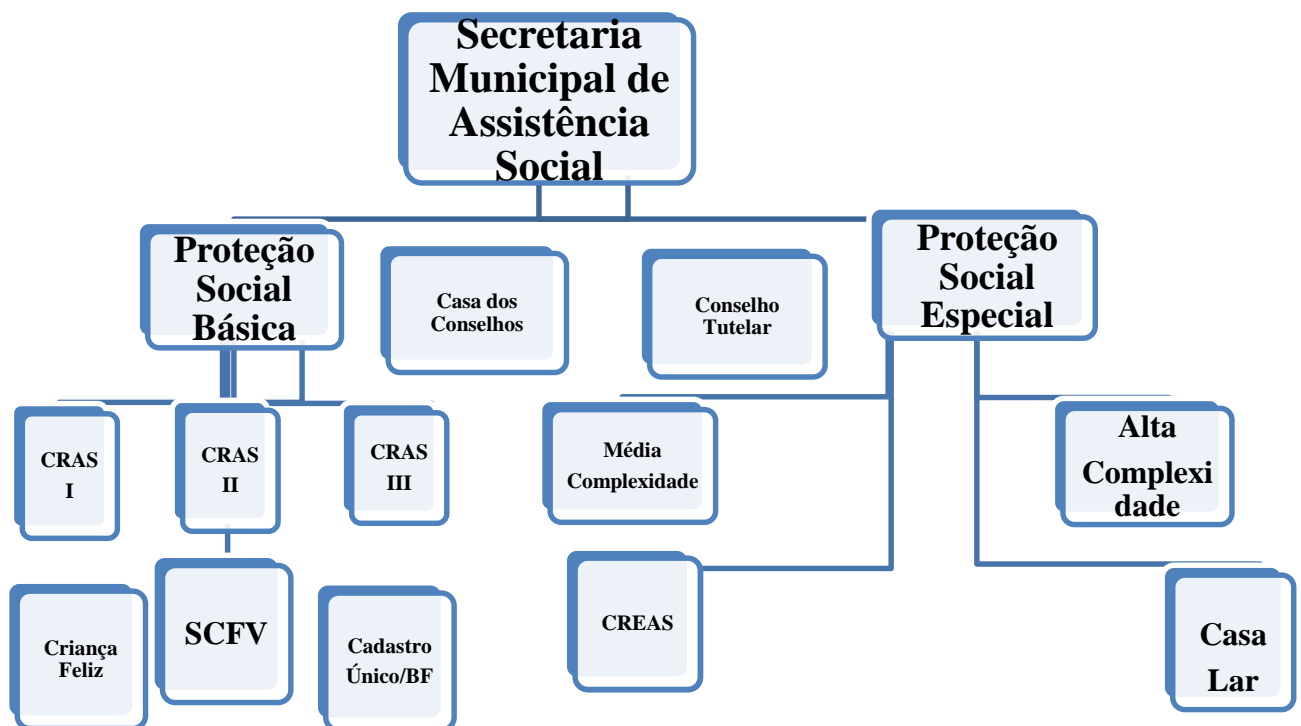 Secretaria
Municipal de
Assistência
Social
Proteção
Social
Básica
Casa dos
Conselhos
Conselho
Tutelar
Proteção
Social
Especial
CRAS
I
CRAS
II
CRAS
III
Média
Complexidade
Alta
Complexi
dade
Criança
Feliz
SCFV
Cadastro
Único/BF
CREAS
Casa
Lar